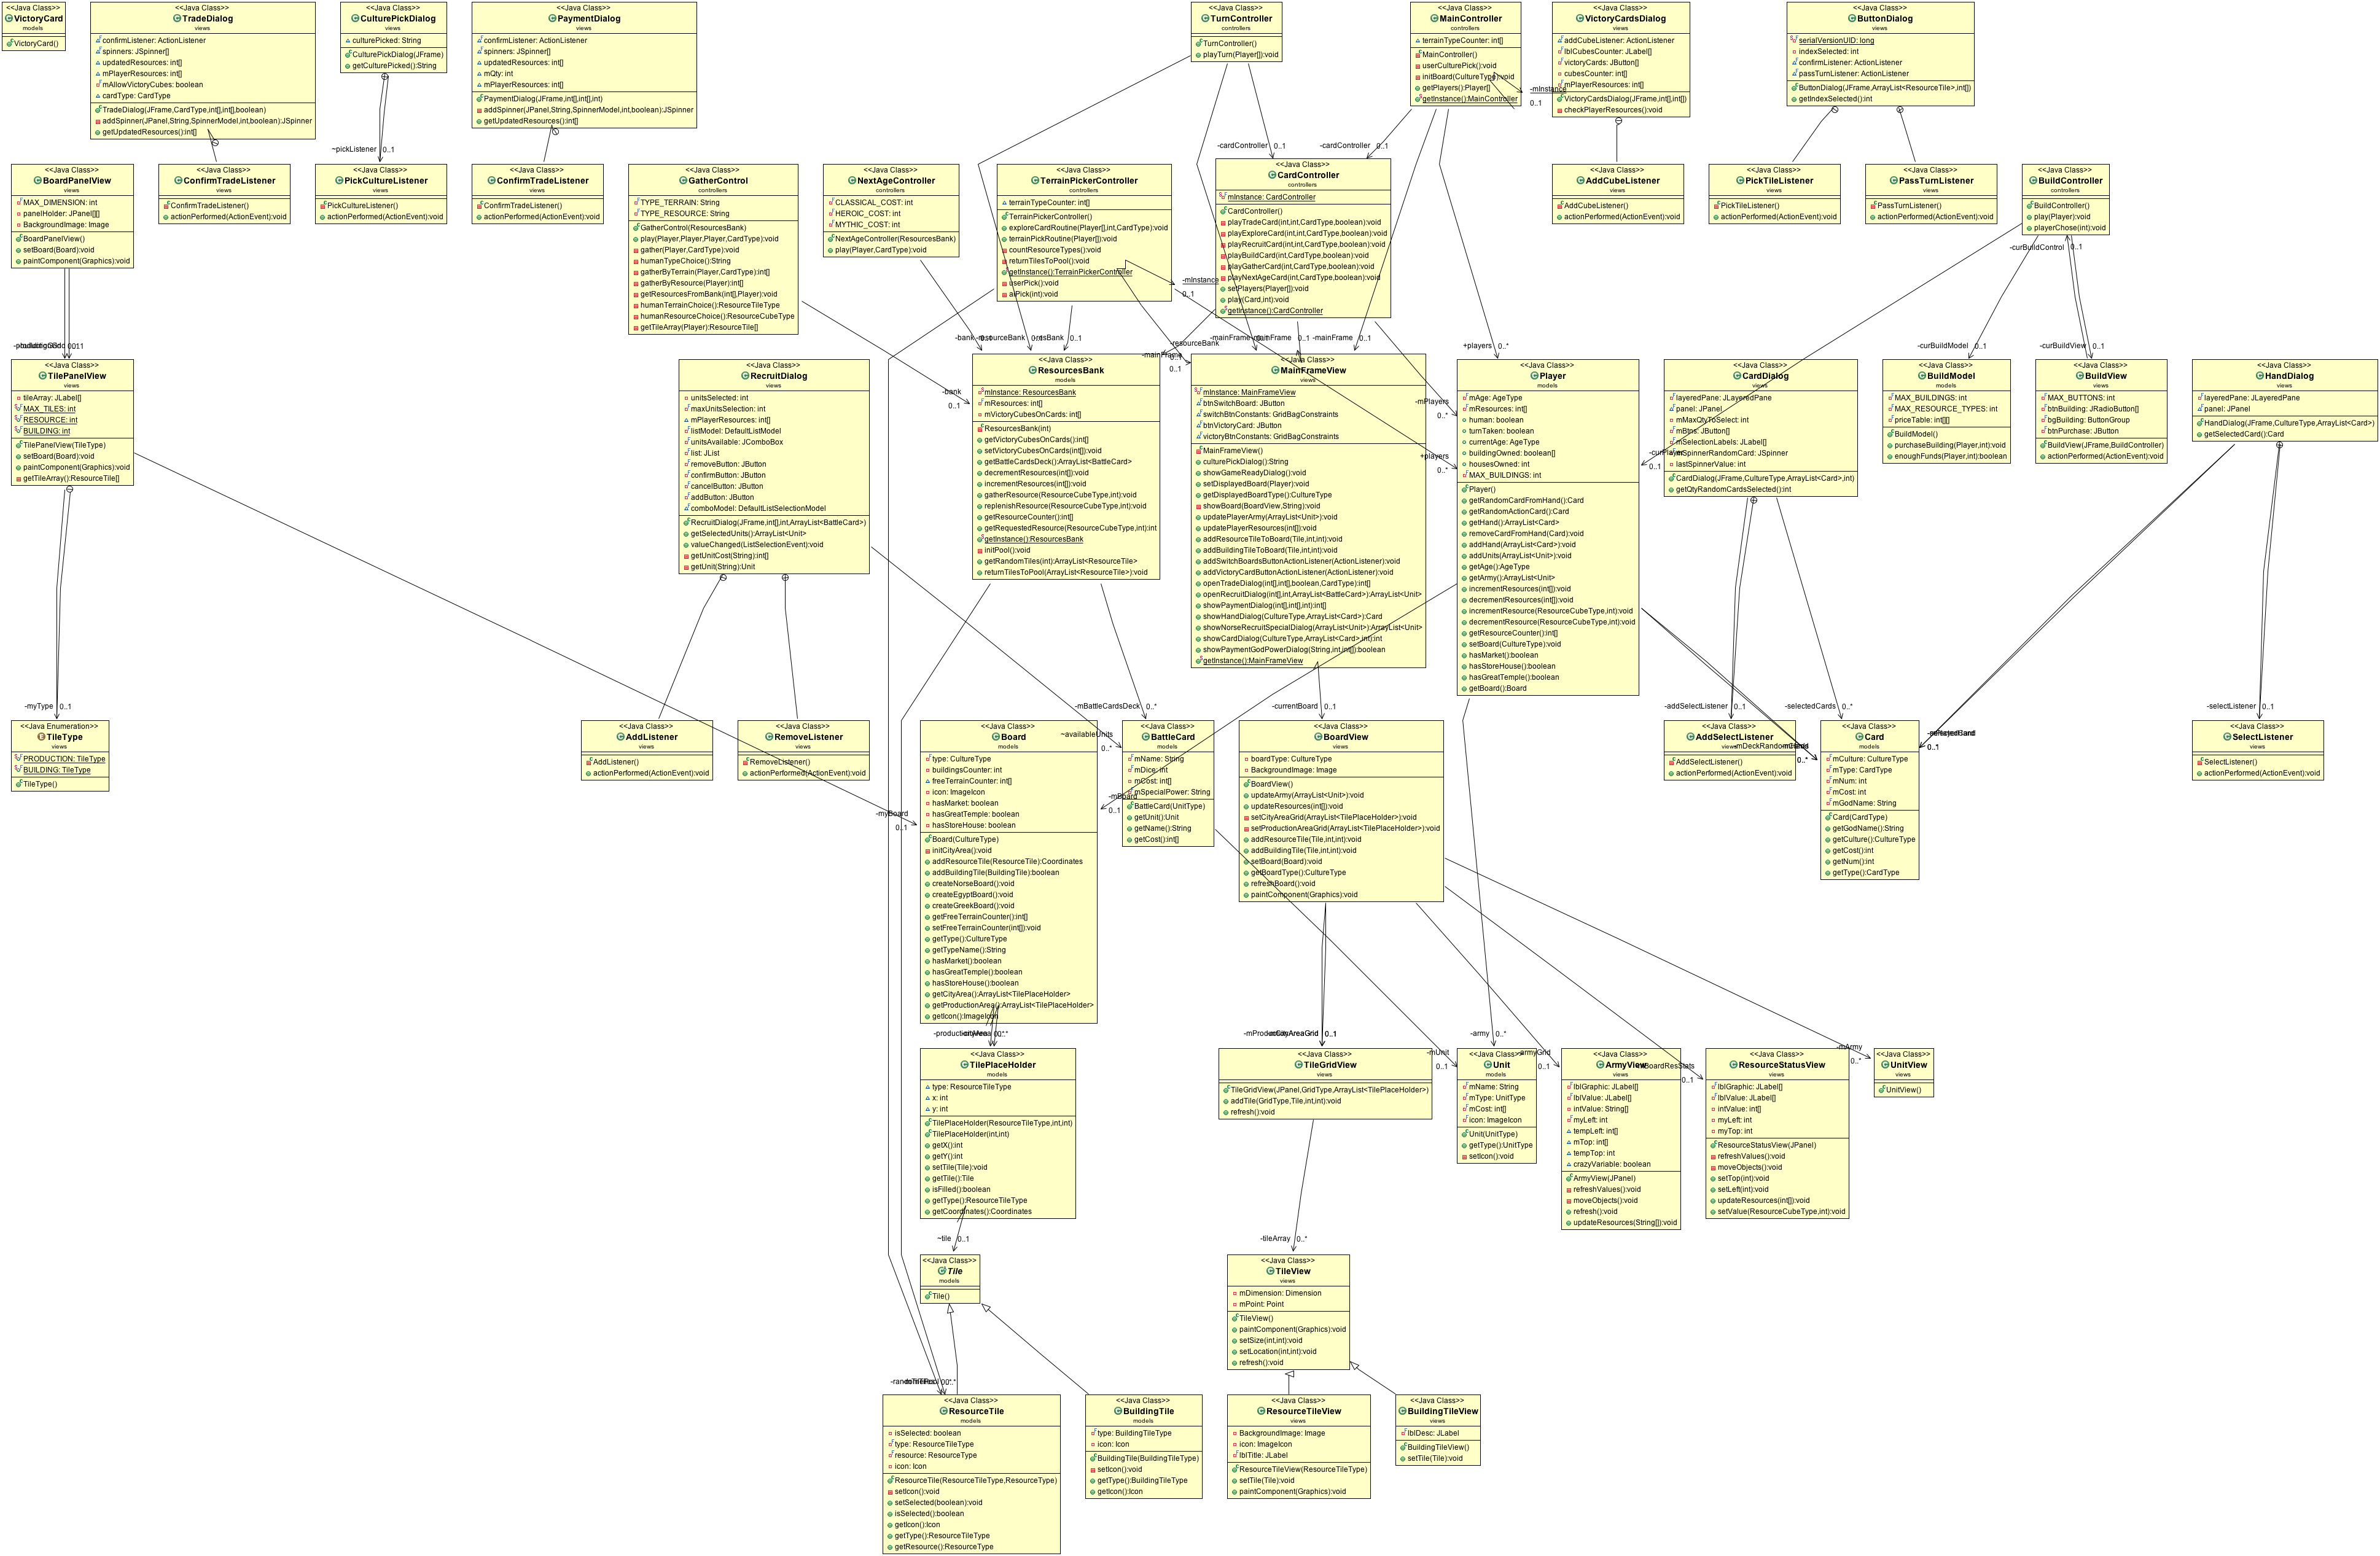 <<Java Class>>
VictoryCard
models
VictoryCard()
<<Java Class>>
TradeDialog
views
confirmListener: ActionListener
spinners: JSpinner[]
updatedResources: int[]
mPlayerResources: int[]
mAllowVictoryCubes: boolean
cardType: CardType
TradeDialog(JFrame,CardType,int[],int[],boolean)
addSpinner(JPanel,String,SpinnerModel,int,boolean):JSpinner
getUpdatedResources():int[]
<<Java Class>>
CulturePickDialog
views
culturePicked: String
CulturePickDialog(JFrame)
getCulturePicked():String
<<Java Class>>
PaymentDialog
views
confirmListener: ActionListener
spinners: JSpinner[]
updatedResources: int[]
mQty: int
mPlayerResources: int[]
PaymentDialog(JFrame,int[],int[],int)
addSpinner(JPanel,String,SpinnerModel,int,boolean):JSpinner
getUpdatedResources():int[]
<<Java Class>>
TurnController
controllers
TurnController()
playTurn(Player[]):void
<<Java Class>>
MainController
controllers
terrainTypeCounter: int[]
MainController()
userCulturePick():void
initBoard(CultureType):void
getPlayers():Player[]
getInstance():MainController
-mInstance
0..1
<<Java Class>>
VictoryCardsDialog
views
addCubeListener: ActionListener
lblCubesCounter: JLabel[]
victoryCards: JButton[]
cubesCounter: int[]
mPlayerResources: int[]
VictoryCardsDialog(JFrame,int[],int[])
checkPlayerResources():void
<<Java Class>>
ButtonDialog
views
serialVersionUID: long
indexSelected: int
confirmListener: ActionListener
passTurnListener: ActionListener
ButtonDialog(JFrame,ArrayList<ResourceTile>,int[])
getIndexSelected():int
~pickListener 0..1
-cardController 0..1
-cardController 0..1
<<Java Class>>
BoardPanelView
views
MAX_DIMENSION: int
panelHolder: JPanel[][]
BackgroundImage: Image
BoardPanelView()
setBoard(Board):void
paintComponent(Graphics):void
<<Java Class>>
ConfirmTradeListener
views
ConfirmTradeListener()
actionPerformed(ActionEvent):void
<<Java Class>>
PickCultureListener
views
PickCultureListener()
actionPerformed(ActionEvent):void
<<Java Class>>
ConfirmTradeListener
views
ConfirmTradeListener()
actionPerformed(ActionEvent):void
<<Java Class>>
GatherControl
controllers
TYPE_TERRAIN: String
TYPE_RESOURCE: String
GatherControl(ResourcesBank)
play(Player,Player,Player,CardType):void
gather(Player,CardType):void
humanTypeChoice():String
gatherByTerrain(Player,CardType):int[]
gatherByResource(Player):int[]
getResourcesFromBank(int[],Player):void
humanTerrainChoice():ResourceTileType
humanResourceChoice():ResourceCubeType
getTileArray(Player):ResourceTile[]
<<Java Class>>
NextAgeController
controllers
CLASSICAL_COST: int
HEROIC_COST: int
MYTHIC_COST: int
NextAgeController(ResourcesBank)
play(Player,CardType):void
<<Java Class>>
TerrainPickerController
controllers
terrainTypeCounter: int[]
TerrainPickerController()
exploreCardRoutine(Player[],int,CardType):void
terrainPickRoutine(Player[]):void
countResourceTypes():void
returnTilesToPool():void
getInstance():TerrainPickerController
userPick():void
aiPick(int):void
-mInstance
0..1
<<Java Class>>
CardController
controllers
mInstance: CardController
CardController()
playTradeCard(int,int,CardType,boolean):void
playExploreCard(int,int,CardType,boolean):void
playRecruitCard(int,int,CardType,boolean):void
playBuildCard(int,CardType,boolean):void
playGatherCard(int,CardType,boolean):void
playNextAgeCard(int,CardType,boolean):void
setPlayers(Player[]):void
play(Card,int):void
getInstance():CardController
<<Java Class>>
AddCubeListener
views
AddCubeListener()
actionPerformed(ActionEvent):void
<<Java Class>>
PickTileListener
views
PickTileListener()
actionPerformed(ActionEvent):void
<<Java Class>>
PassTurnListener
views
PassTurnListener()
actionPerformed(ActionEvent):void
<<Java Class>>
BuildController
controllers
BuildController()
play(Player):void
playerChose(int):void
-curBuildControl 0..1
-bank
-resourceBank
-resBank 0..1
-resourceBank
-mainFrame
0..1
-mainFrame
-mainFrame 0..1
-mainFrame 0..1
+players 0..*
-curBuildModel 0..1
-curBuildView 0..1
<<Java Class>>
TilePanelView
views
tileArray: JLabel[]
MAX_TILES: int
RESOURCE: int
BUILDING: int
TilePanelView(TileType)
setBoard(Board):void
paintComponent(Graphics):void
getTileArray():ResourceTile[]
<<Java Class>>
RecruitDialog
views
unitsSelected: int
maxUnitsSelection: int
mPlayerResources: int[]
listModel: DefaultListModel
unitsAvailable: JComboBox
list: JList
removeButton: JButton
confirmButton: JButton
cancelButton: JButton
addButton: JButton
comboModel: DefaultListSelectionModel
RecruitDialog(JFrame,int[],int,ArrayList<BattleCard>)
getSelectedUnits():ArrayList<Unit>
valueChanged(ListSelectionEvent):void
getUnitCost(String):int[]
getUnit(String):Unit
-bank
0..1
<<Java Class>>
ResourcesBank
models
mInstance: ResourcesBank
mResources: int[]
mVictoryCubesOnCards: int[]
ResourcesBank(int)
getVictoryCubesOnCards():int[]
setVictoryCubesOnCards(int[]):void
getBattleCardsDeck():ArrayList<BattleCard>
decrementResources(int[]):void
incrementResources(int[]):void
gatherResource(ResourceCubeType,int):void
replenishResource(ResourceCubeType,int):void
getResourceCounter():int[]
getRequestedResource(ResourceCubeType,int):int
getInstance():ResourcesBank
initPool():void
getRandomTiles(int):ArrayList<ResourceTile>
returnTilesToPool(ArrayList<ResourceTile>):void
<<Java Class>>
MainFrameView
views
mInstance: MainFrameView
btnSwitchBoard: JButton
switchBtnConstants: GridBagConstraints
btnVictoryCard: JButton
victoryBtnConstants: GridBagConstraints
MainFrameView()
culturePickDialog():String
showGameReadyDialog():void
setDisplayedBoard(Player):void
getDisplayedBoardType():CultureType
showBoard(BoardView,String):void
updatePlayerArmy(ArrayList<Unit>):void
updatePlayerResources(int[]):void
addResourceTileToBoard(Tile,int,int):void
addBuildingTileToBoard(Tile,int,int):void
addSwitchBoardsButtonActionListener(ActionListener):void
addVictoryCardButtonActionListener(ActionListener):void
openTradeDialog(int[],int[],boolean,CardType):int[]
openRecruitDialog(int[],int,ArrayList<BattleCard>):ArrayList<Unit>
showPaymentDialog(int[],int[],int):int[]
showHandDialog(CultureType,ArrayList<Card>):Card
showNorseRecruitSpecialDialog(ArrayList<Unit>):ArrayList<Unit>
showCardDialog(CultureType,ArrayList<Card>,int):int
showPaymentGodPowerDialog(String,int,int[]):boolean
getInstance():MainFrameView
-mPlayers
0..*
+players
0..*
<<Java Class>>
Player
models
mAge: AgeType
mResources: int[]
human: boolean
turnTaken: boolean
currentAge: AgeType
buildingOwned: boolean[]
housesOwned: int
MAX_BUILDINGS: int
Player()
getRandomCardFromHand():Card
getRandomActionCard():Card
getHand():ArrayList<Card>
removeCardFromHand(Card):void
addHand(ArrayList<Card>):void
addUnits(ArrayList<Unit>):void
getAge():AgeType
getArmy():ArrayList<Unit>
incrementResources(int[]):void
decrementResources(int[]):void
incrementResource(ResourceCubeType,int):void
decrementResource(ResourceCubeType,int):void
getResourceCounter():int[]
setBoard(CultureType):void
hasMarket():boolean
hasStoreHouse():boolean
hasGreatTemple():boolean
getBoard():Board
-curPlayer
0..1
<<Java Class>>
CardDialog
views
layeredPane: JLayeredPane
panel: JPanel
mMaxQtyToSelect: int
mBtns: JButton[]
mSelectionLabels: JLabel[]
mSpinnerRandomCard: JSpinner
lastSpinnerValue: int
CardDialog(JFrame,CultureType,ArrayList<Card>,int)
getQtyRandomCardsSelected():int
<<Java Class>>
BuildModel
models
MAX_BUILDINGS: int
MAX_RESOURCE_TYPES: int
priceTable: int[][]
BuildModel()
purchaseBuilding(Player,int):void
enoughFunds(Player,int):boolean
<<Java Class>>
BuildView
views
MAX_BUTTONS: int
btnBuilding: JRadioButton[]
bgBuilding: ButtonGroup
btnPurchase: JButton
BuildView(JFrame,BuildController)
actionPerformed(ActionEvent):void
<<Java Class>>
HandDialog
views
layeredPane: JLayeredPane
panel: JPanel
HandDialog(JFrame,CultureType,ArrayList<Card>)
getSelectedCard():Card
-myType 0..1
-mBattleCardsDeck 0..*
-currentBoard 0..1
-addSelectListener 0..1
-selectedCards 0..*
-selectListener 0..1
<<Java Enumeration>>
TileType
views
PRODUCTION: TileType
BUILDING: TileType
TileType()
<<Java Class>>
AddListener
views
AddListener()
actionPerformed(ActionEvent):void
<<Java Class>>
RemoveListener
views
RemoveListener()
actionPerformed(ActionEvent):void
-myBoard
0..1
<<Java Class>>
Board
models
type: CultureType
buildingsCounter: int
freeTerrainCounter: int[]
icon: ImageIcon
hasMarket: boolean
hasGreatTemple: boolean
hasStoreHouse: boolean
Board(CultureType)
initCityArea():void
addResourceTile(ResourceTile):Coordinates
addBuildingTile(BuildingTile):boolean
createNorseBoard():void
createEgyptBoard():void
createGreekBoard():void
getFreeTerrainCounter():int[]
setFreeTerrainCounter(int[]):void
getType():CultureType
getTypeName():String
hasMarket():boolean
hasGreatTemple():boolean
hasStoreHouse():boolean
getCityArea():ArrayList<TilePlaceHolder>
getProductionArea():ArrayList<TilePlaceHolder>
getIcon():ImageIcon
~availableUnits
0..*
-mBoard
0..1
<<Java Class>>
BattleCard
models
mName: String
mDice: int
mCost: int[]
mSpecialPower: String
BattleCard(UnitType)
getUnit():Unit
getName():String
getCost():int[]
<<Java Class>>
BoardView
views
boardType: CultureType
BackgroundImage: Image
BoardView()
updateArmy(ArrayList<Unit>):void
updateResources(int[]):void
setCityAreaGrid(ArrayList<TilePlaceHolder>):void
setProductionAreaGrid(ArrayList<TilePlaceHolder>):void
addResourceTile(Tile,int,int):void
addBuildingTile(Tile,int,int):void
setBoard(Board):void
getBoardType():CultureType
refreshBoard():void
paintComponent(Graphics):void
<<Java Class>>
AddSelectListener
views
AddSelectListener()
actionPerformed(ActionEvent):void
0..*
<<Java Class>>
Card
models
mCulture: CultureType
mType: CardType
mNum: int
mCost: int
mGodName: String
Card(CardType)
getGodName():String
getCulture():CultureType
getCost():int
getNum():int
getType():CardType
0..1
<<Java Class>>
SelectListener
views
SelectListener()
actionPerformed(ActionEvent):void
-army 0..*
<<Java Class>>
TilePlaceHolder
models
type: ResourceTileType
x: int
y: int
TilePlaceHolder(ResourceTileType,int,int)
TilePlaceHolder(int,int)
getX():int
getY():int
setTile(Tile):void
getTile():Tile
isFilled():boolean
getType():ResourceTileType
getCoordinates():Coordinates
0..1
<<Java Class>>
TileGridView
views
TileGridView(JPanel,GridType,ArrayList<TilePlaceHolder>)
addTile(GridType,Tile,int,int):void
refresh():void
-mUnit
0..1
<<Java Class>>
Unit
models
mName: String
mType: UnitType
mCost: int[]
icon: ImageIcon
Unit(UnitType)
getType():UnitType
setIcon():void
-armyGrid
0..1
<<Java Class>>
ArmyView
views
lblGraphic: JLabel[]
lblValue: JLabel[]
intValue: String[]
myLeft: int
tempLeft: int[]
mTop: int[]
tempTop: int
crazyVariable: boolean
ArmyView(JPanel)
refreshValues():void
moveObjects():void
refresh():void
updateResources(String[]):void
0..1
<<Java Class>>
ResourceStatusView
views
lblGraphic: JLabel[]
lblValue: JLabel[]
intValue: int[]
myLeft: int
myTop: int
ResourceStatusView(JPanel)
refreshValues():void
moveObjects():void
setTop(int):void
setLeft(int):void
updateResources(int[]):void
setValue(ResourceCubeType,int):void
-mArmy
0..*
<<Java Class>>
UnitView
views
UnitView()
~tile 0..1
-tileArray 0..*
<<Java Class>>
Tile
models
Tile()
<<Java Class>>
TileView
views
mDimension: Dimension
mPoint: Point
TileView()
paintComponent(Graphics):void
setSize(int,int):void
setLocation(int,int):void
refresh():void
<<Java Class>>
ResourceTile
models
isSelected: boolean
type: ResourceTileType
resource: ResourceType
icon: Icon
ResourceTile(ResourceTileType,ResourceType)
setIcon():void
setSelected(boolean):void
isSelected():boolean
getIcon():Icon
getType():ResourceTileType
getResource():ResourceType
<<Java Class>>
BuildingTile
models
type: BuildingTileType
icon: Icon
BuildingTile(BuildingTileType)
setIcon():void
getType():BuildingTileType
getIcon():Icon
<<Java Class>>
ResourceTileView
views
BackgroundImage: Image
icon: ImageIcon
lblTitle: JLabel
ResourceTileView(ResourceTileType)
setTile(Tile):void
paintComponent(Graphics):void
<<Java Class>>
BuildingTileView
views
lblDesc: JLabel
BuildingTileView()
setTile(Tile):void